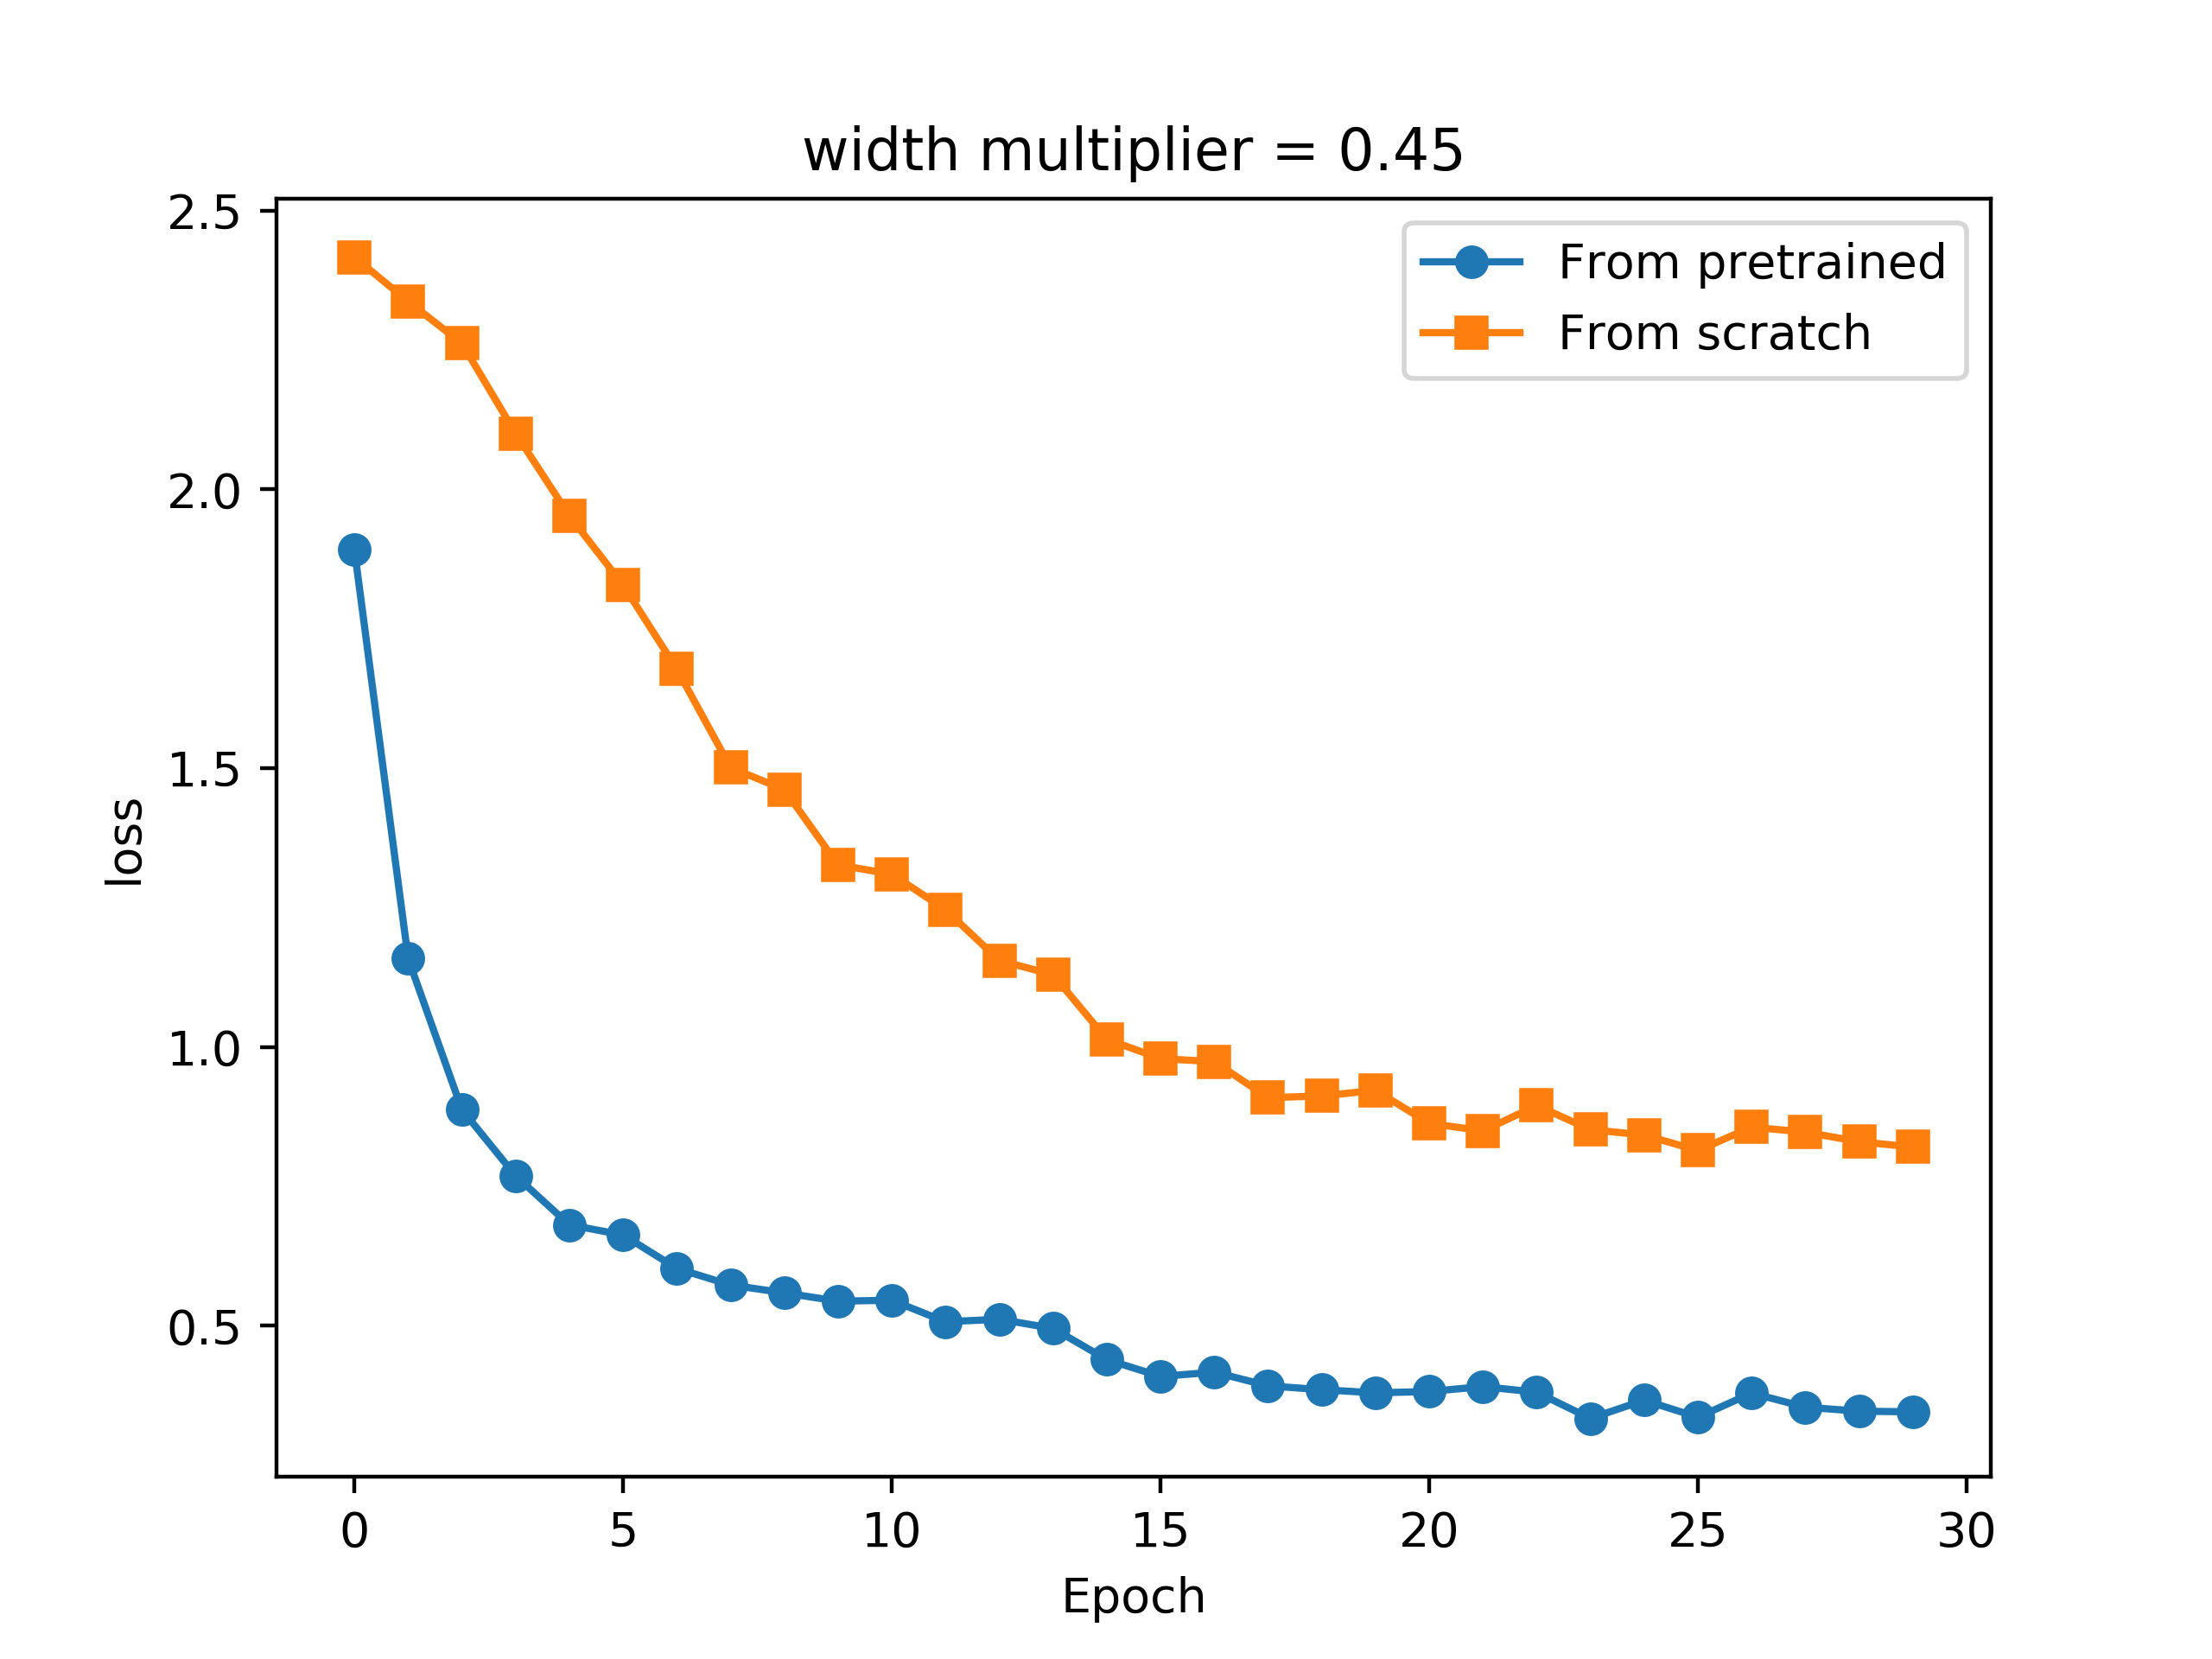 width multiplier = 0.45
2.5
2.0
1.5
1.0
0.5
loss
From pretrained
From scratch
0 5 10 15 20 25 30
Epoch